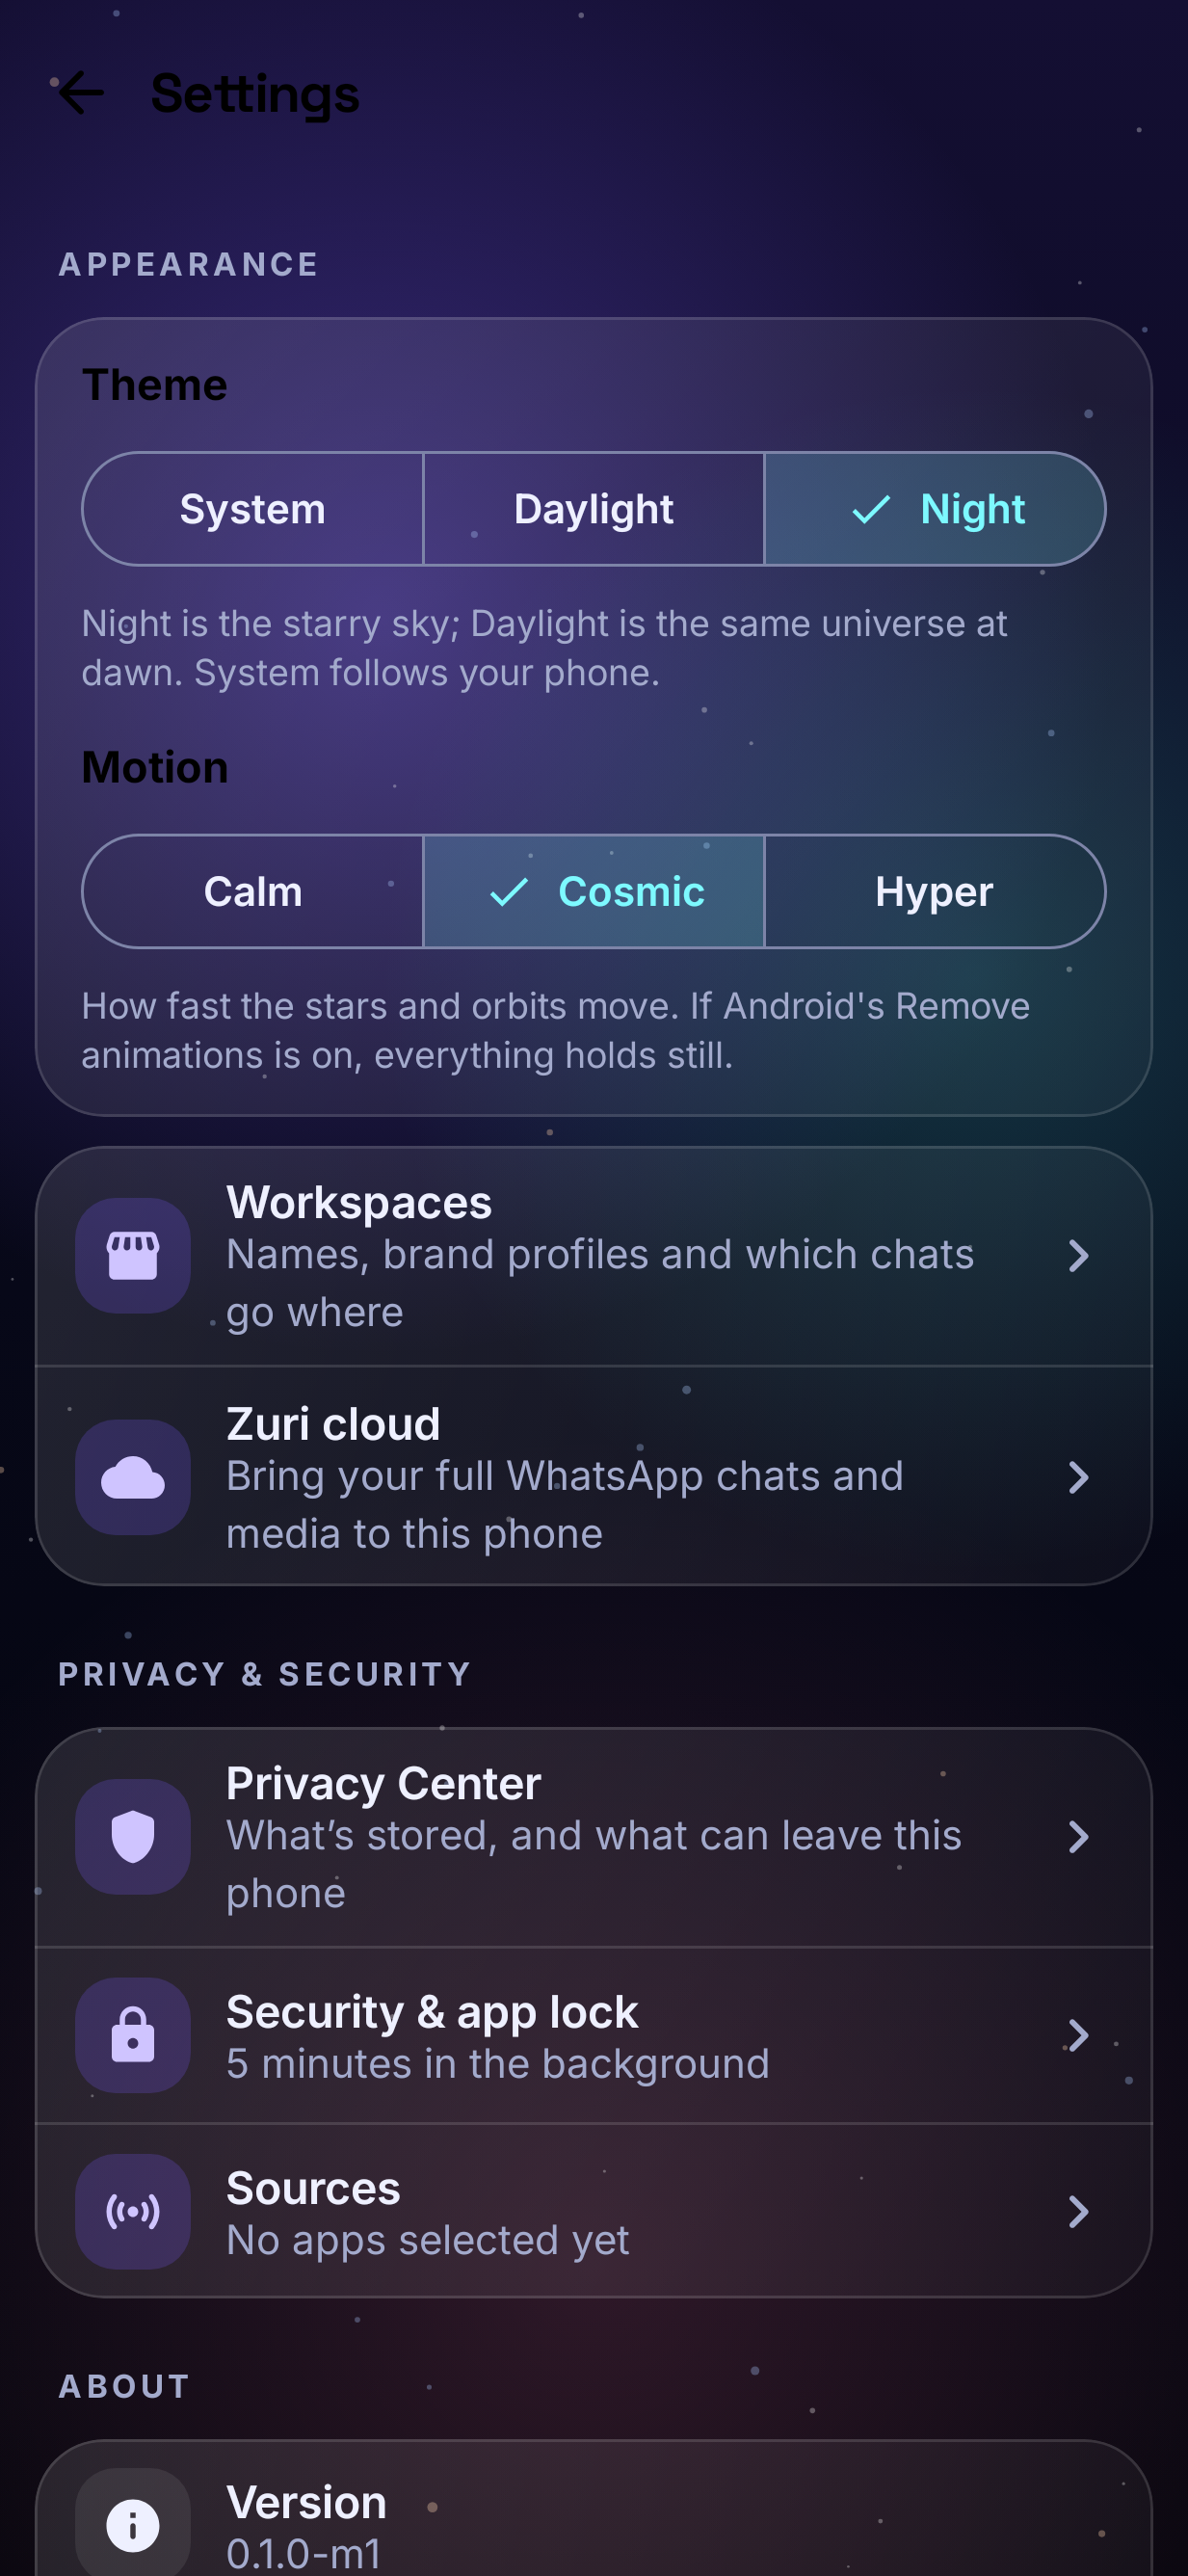 Settings
APPEARANCE
Theme
System
Daylight
Night
Night is the starry sky; Daylight is the same universe at
dawn. System follows your phone.
Motion
Calm
Cosmic
Hyper
How fast the stars and orbits move. If Android's Remove
animations is on, everything holds still.
Workspaces
Names, brand profiles and which chats
go where
Zuri cloud
Bring your full WhatsApp chats and
media to this phone
PRIVACY & SECURITY
Privacy Center
What’s stored, and what can leave this
phone
Security & app lock
5 minutes in the background
Sources
No apps selected yet
ABOUT
Version
0.1.0-m1